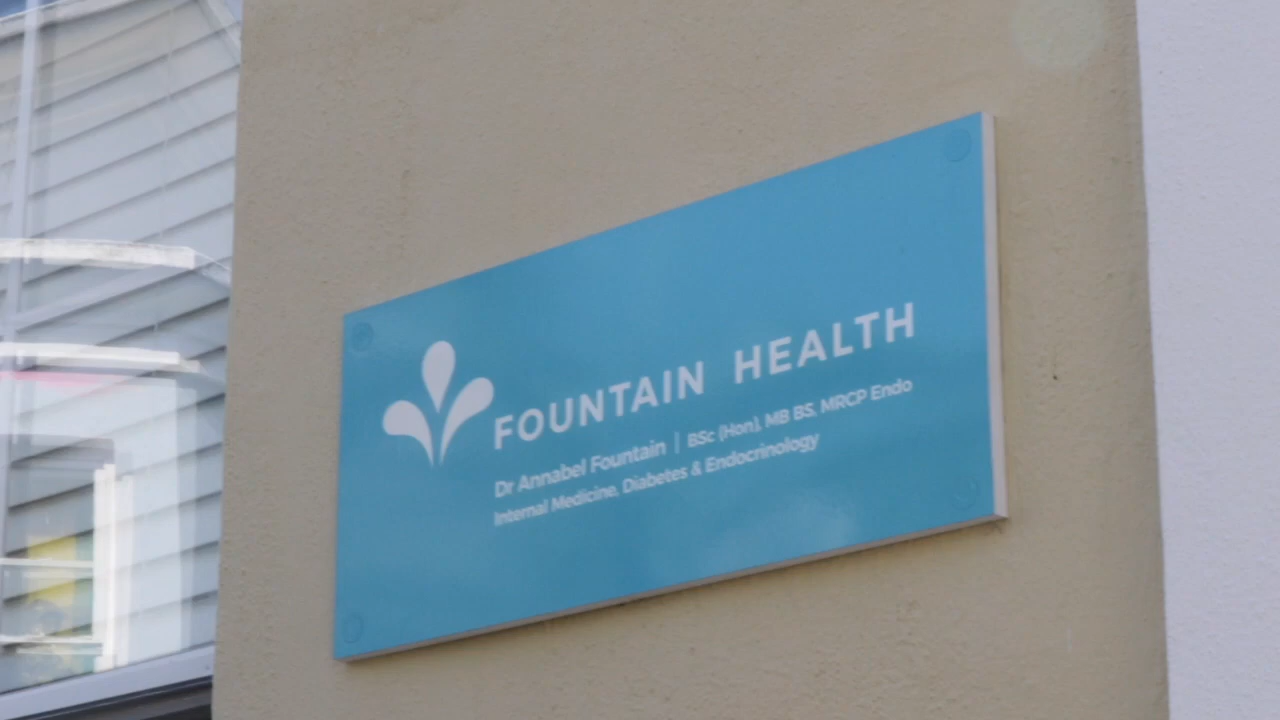 FOUNTAIN HEALTH
Dr Annabel Fountain | BSc (Hon), MB BS, MRCP Endo
Internal Medicine, Diabetes & Endocrinology